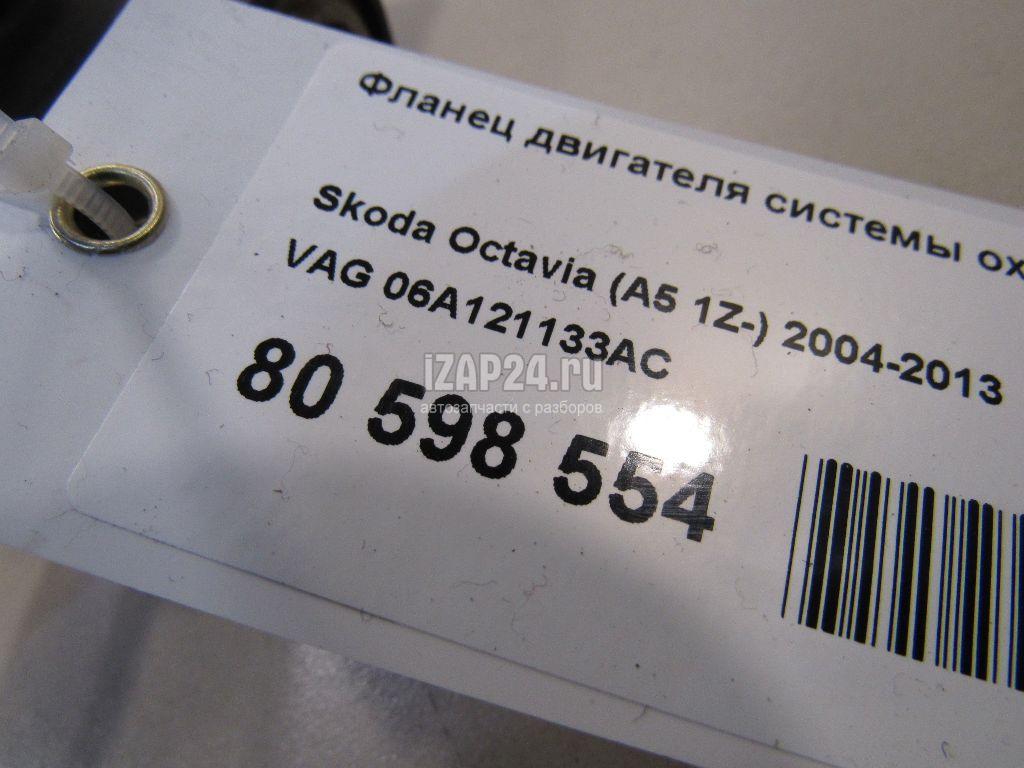 Фланец двигателя системы ох
Skoda Octavia (A5 1Z-) 2004-2013
VAG 06A121133AC
iZAP24.ru
автозапчасти с разборов
80 598 554